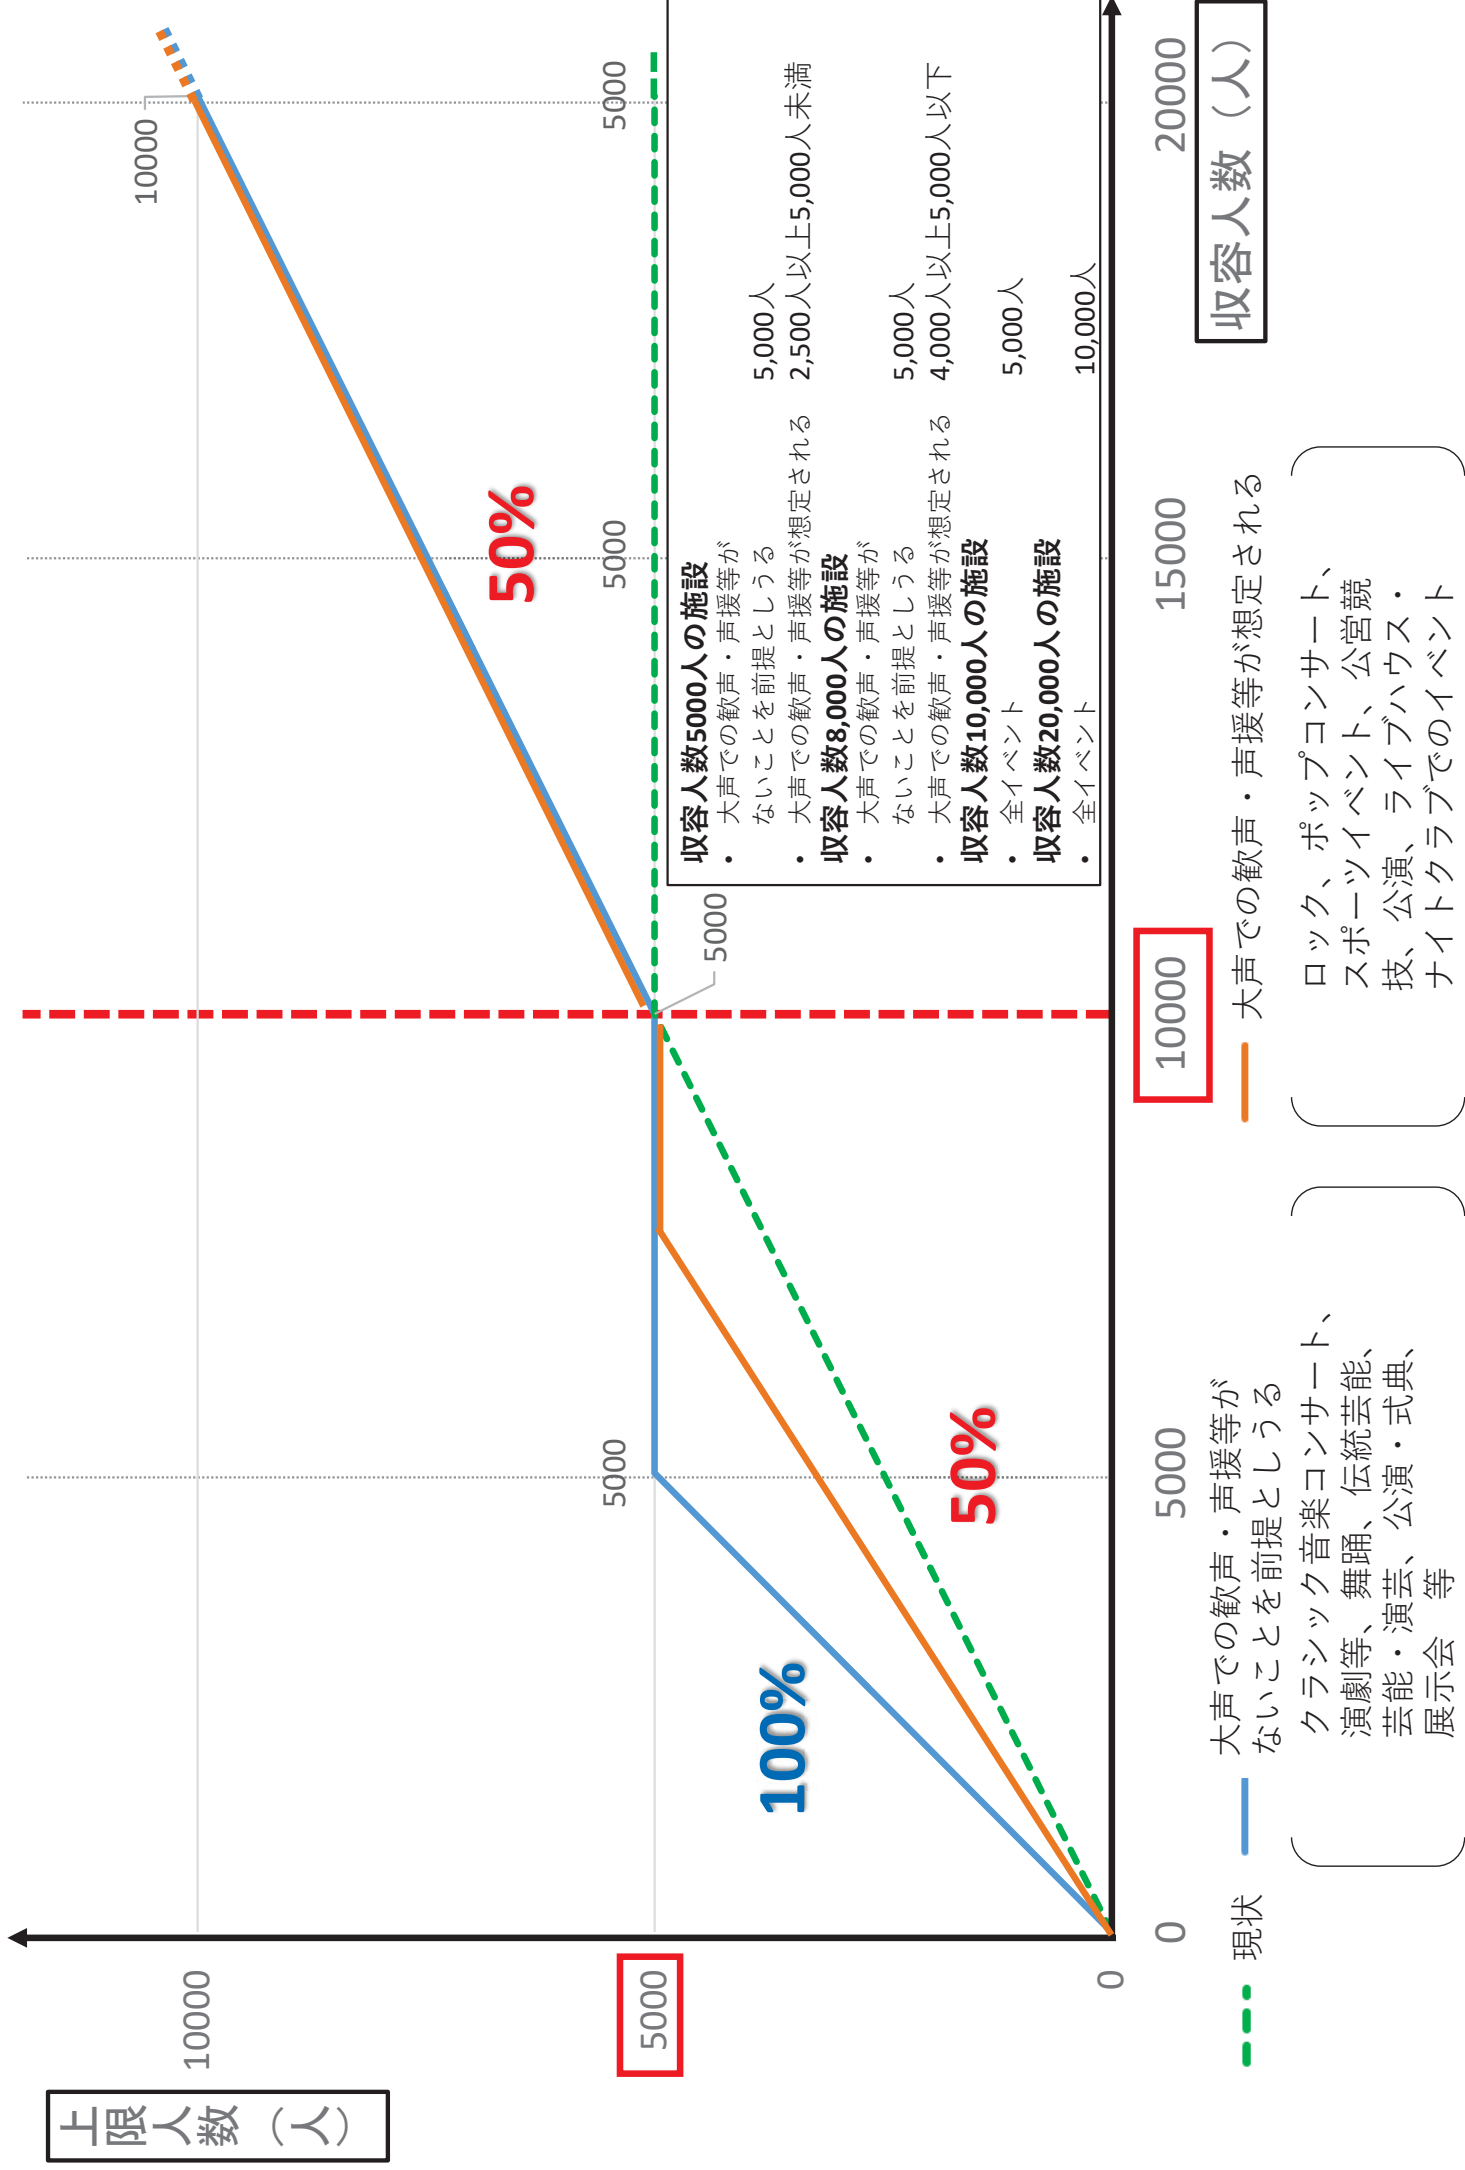 上限人数（人）
10000
5000
0
10000
5000
5000
5000
5000
100%
50%
50%
収容人数5000人の施設
・ 大声での歓声・声援等が
ないことを前提としうる 5,000人
・ 大声での歓声・声援等が想定される 2,500人以上5,000人未満
収容人数8,000人の施設
・ 大声での歓声・声援等が
ないことを前提としうる 5,000人
・ 大声での歓声・声援等が想定される 4,000人以上5,000人以下
収容人数10,000人の施設
・ 全イベント 5,000人
収容人数20,000人の施設
・ 全イベント 10,000人
0
5000
10000
15000
20000
収容人数（人）
現状
大声での歓声・声援等が
ないことを前提としうる
クラシック音楽コンサート、
演劇等、舞踊、伝統芸能、
芸能・演芸、公演・式典、
展示会　等
大声での歓声・声援等が想定される
ロック、ポップコンサート、
スポーツイベント、公営競
技、公演、ライブハウス・
ナイトクラブでのイベント